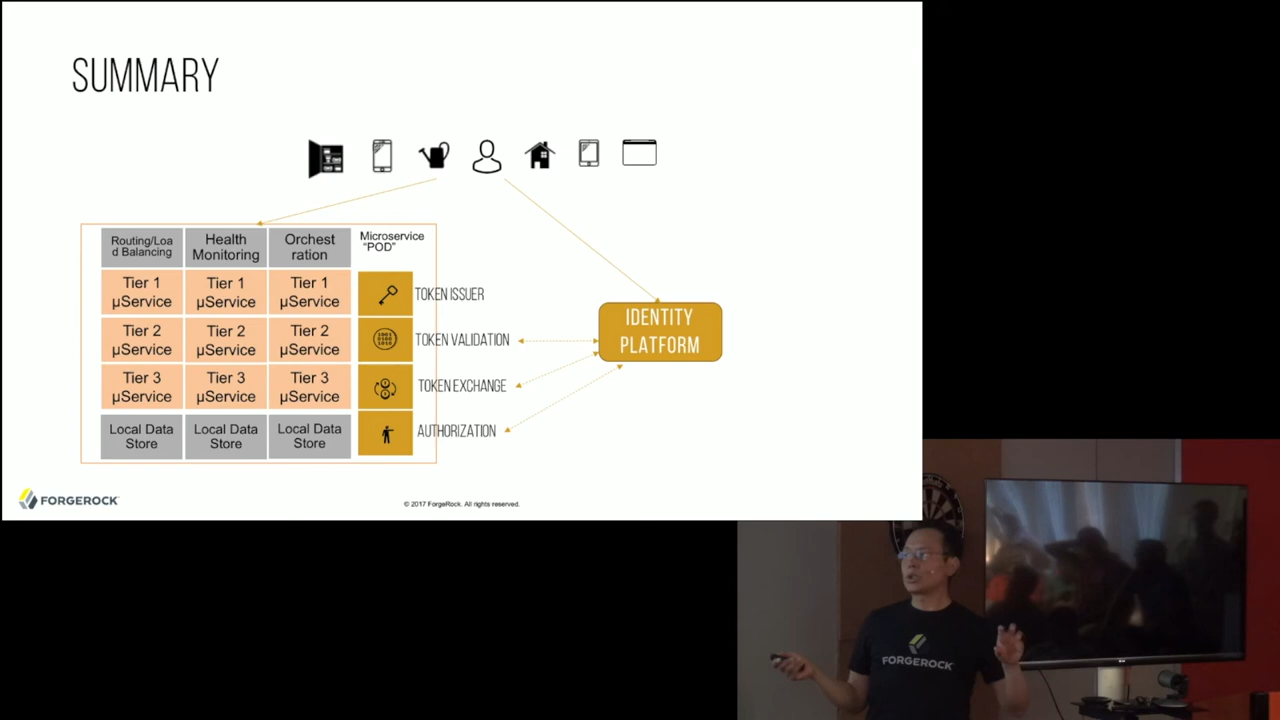 SUMMARY
Routing/Loa
d Balancing
Health
Monitoring
Orchest
ration
Microservice
"POD"
Tier 1
µService
Tier 1
µService
Tier 1
µService
TOKEN ISSUER
Tier 2
µService
Tier 2
µService
Tier 2
µService
TOKEN VALIDATION
Tier 3
µService
Tier 3
µService
Tier 3
µService
TOKEN EXCHANGE
Local Data
Store
Local Data
Store
Local Data
Store
AUTHORIZATION
IDENTITY
PLATFORM
1001
0100
1010
FORGEROCK
© 2017 ForgeRock. All rights reserved.
FORGEROCK